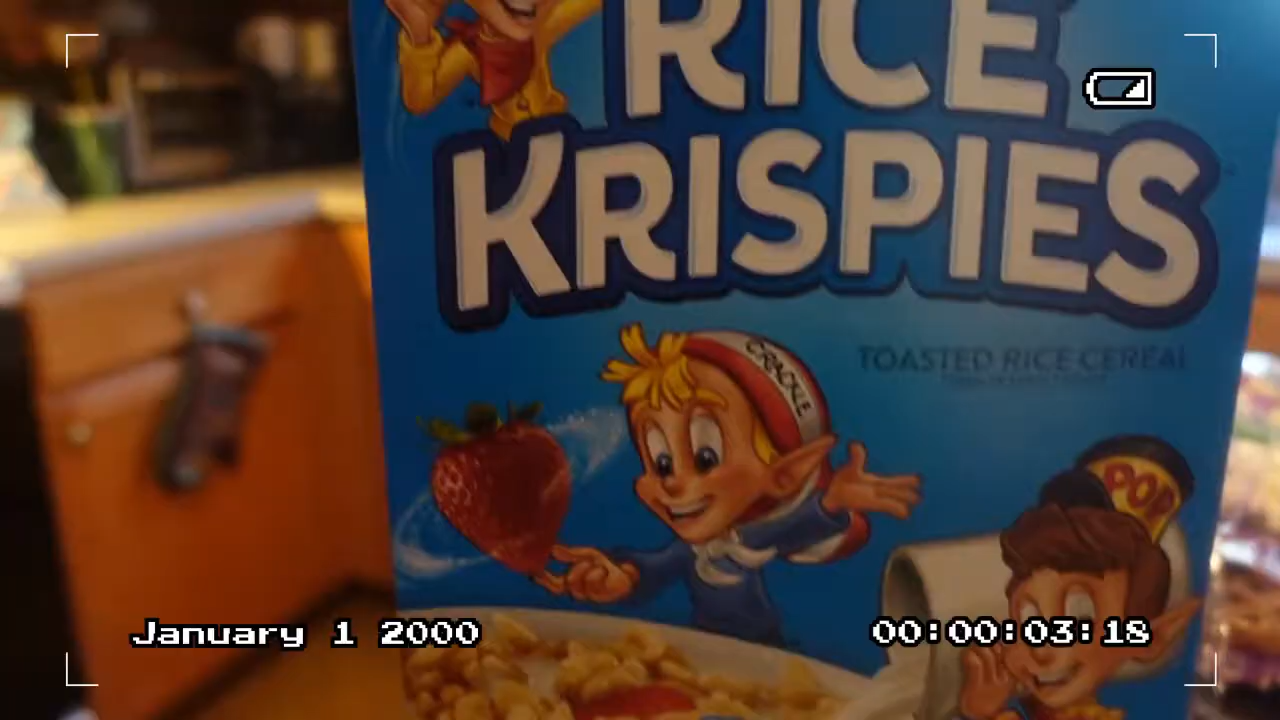 RICE
KRISPIES
CRACKLE
TOASTED RICE CEREAL
POP
January 1 2000
00:00:03:18